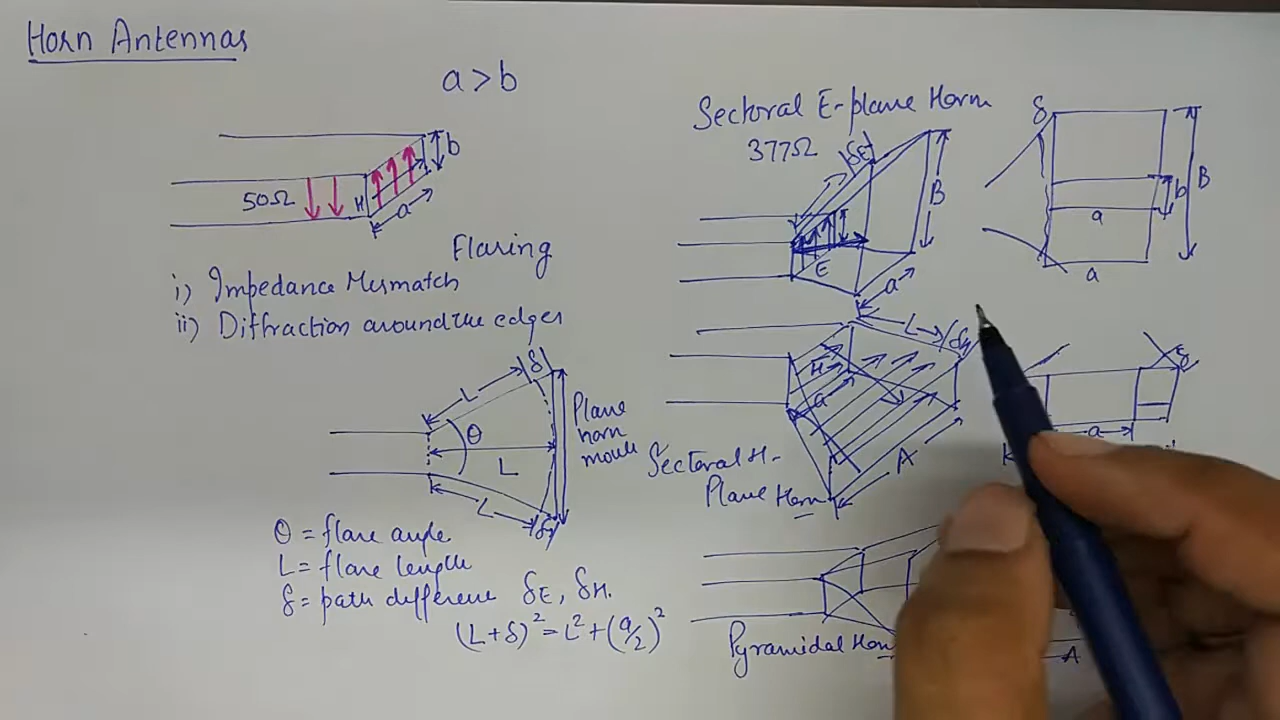 Horn Antennas
a > b
b
50Ω
H
a
Flaring
i) Impedance Mismatch
ii) Diffraction around the edges
L
δ
θ
L
L
δ
Plane
horn
mouth
θ = flare angle
L = flare length
δ = path different δE, δH.
(L+δ)² = L² + (a/2)²
Sectoral E-plane Horn
377Ω
δE
B
E
a
δ
B
b
a
a
L
δH
H
a
A
Sectoral H-
Plane Horn
δ
a
Pyramidal Horn
A